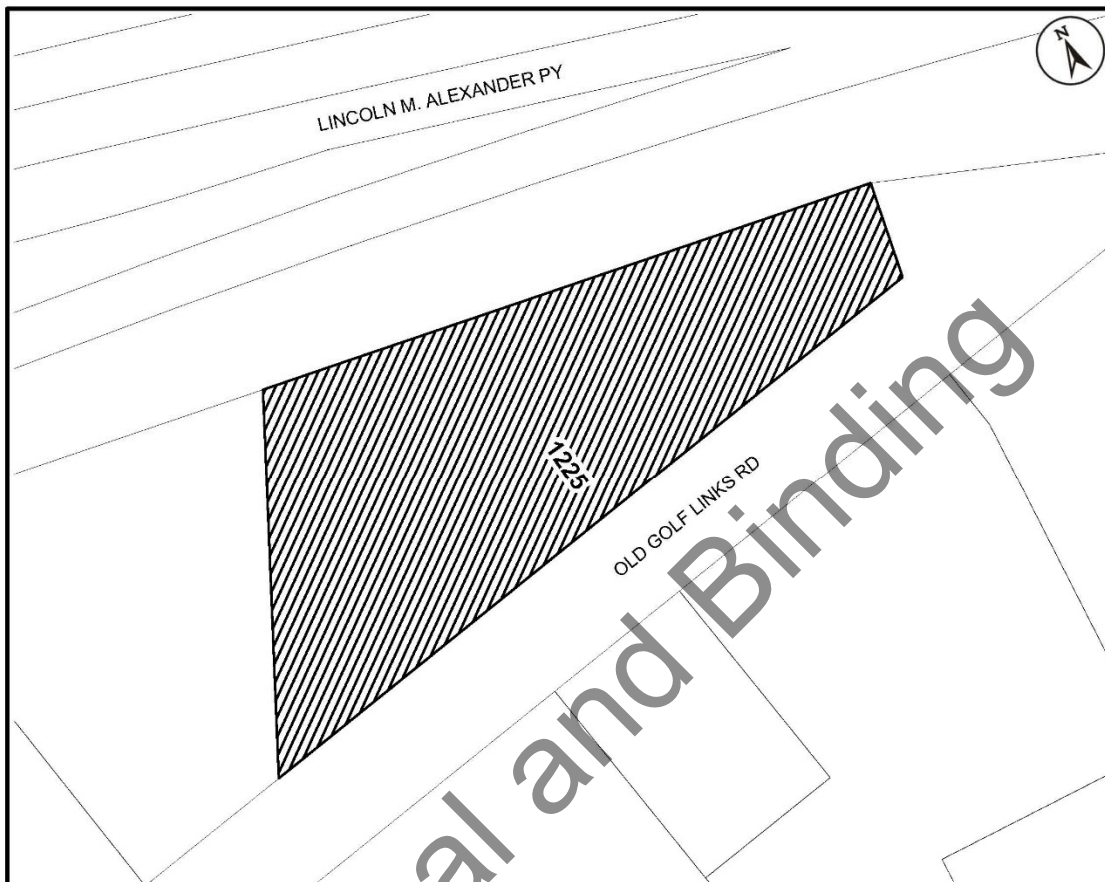 N
LINCOLN M. ALEXANDER PY
1225
OLD GOLF LINKS RD
al and Binding